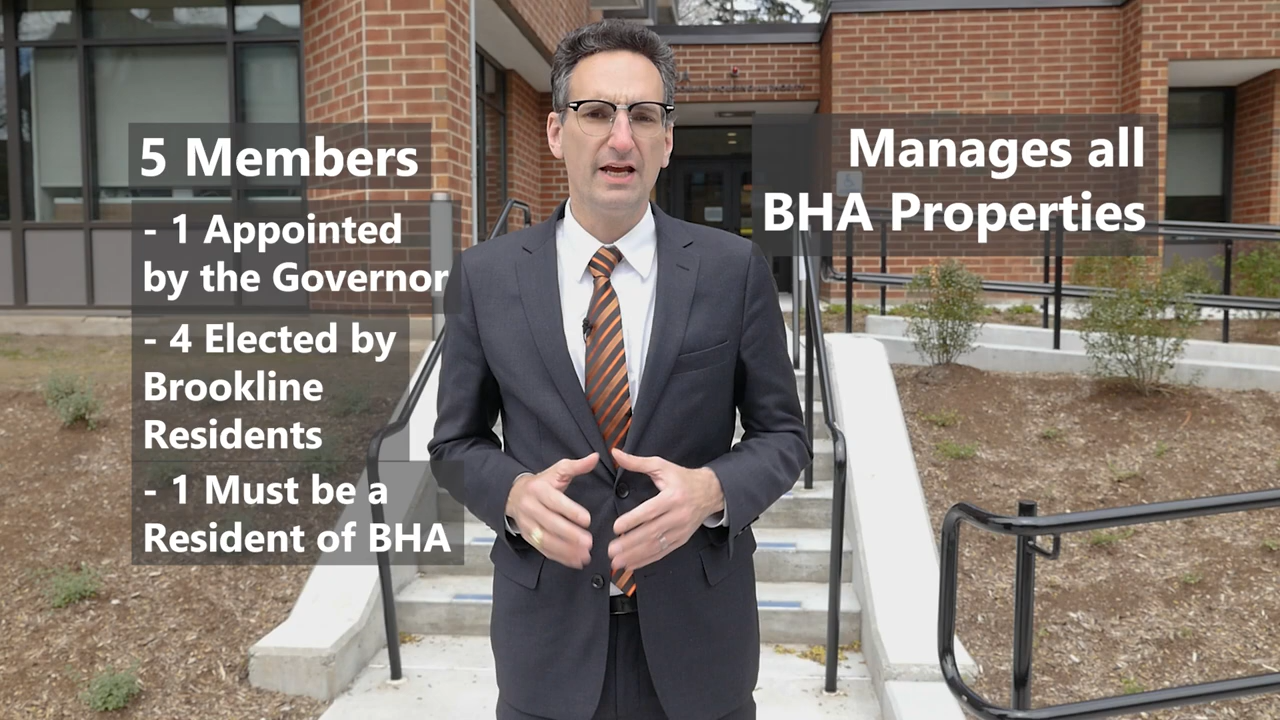 5 Members
- 1 Appointed
by the Governor
- 4 Elected by
Brookline
Residents
- 1 Must be a
Resident of BHA
Manages all
BHA Properties